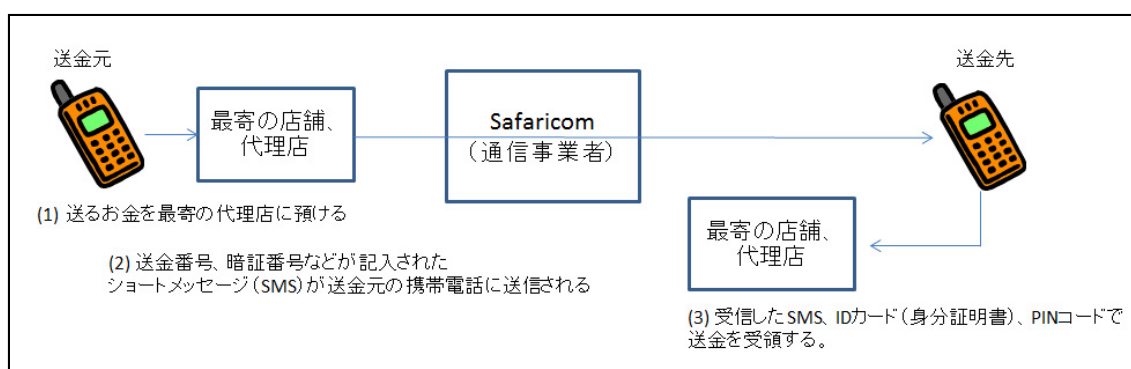 送金元
最寄の店舗、
代理店
Safaricom
(通信事業者)
送金先
(1) 送るお金を最寄の代理店に預ける
(2) 送金番号、暗証番号などが記入された
ショートメッセージ(SMS)が送金元の携帯電話に送信される
最寄の店舗、
代理店
(3) 受信したSMS、IDカード(身分証明書)、PINコードで
送金を受領する。